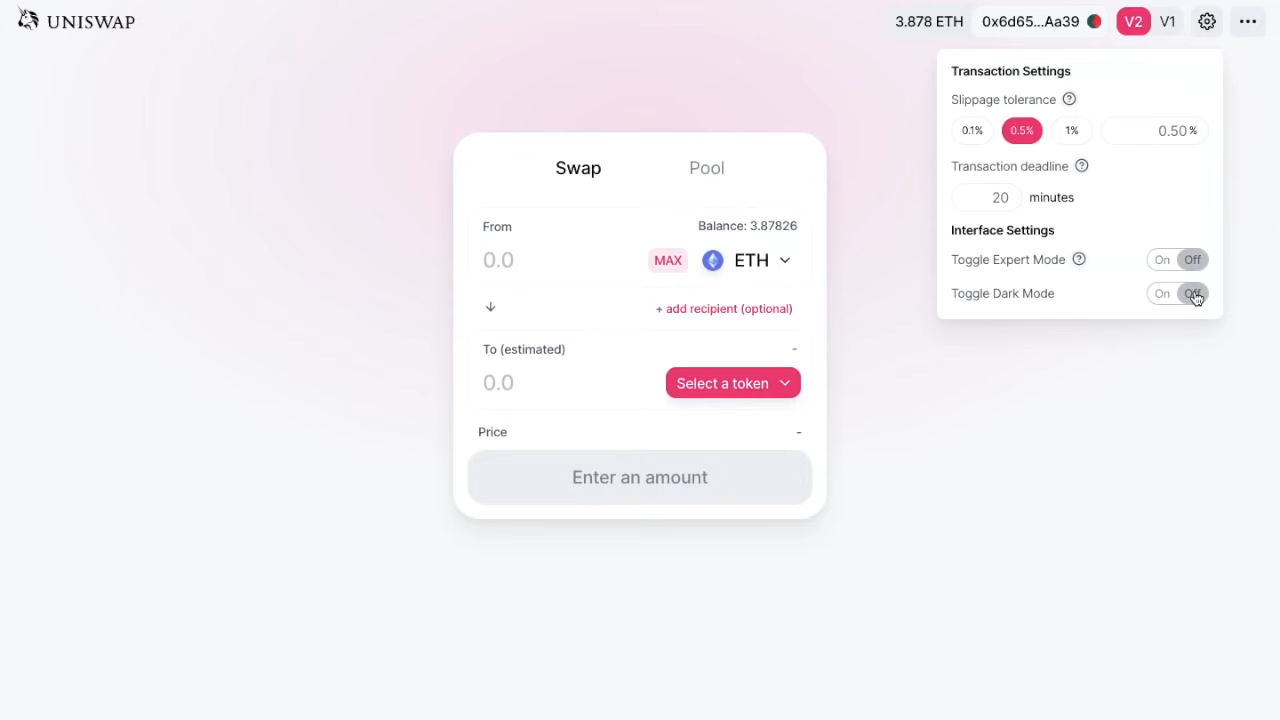 UNISWAP
3.878 ETH 0x6d65...Aa39 V2 V1
Transaction Settings
Slippage tolerance ?
0.1% 0.5% 1% 0.50%
Transaction deadline ?
20 minutes
Interface Settings
Toggle Expert Mode ? On Off
Toggle Dark Mode On Off
Swap Pool
From Balance: 3.87826
0.0 MAX ETH
+ add recipient (optional)
To (estimated) -
0.0 Select a token
Price -
Enter an amount